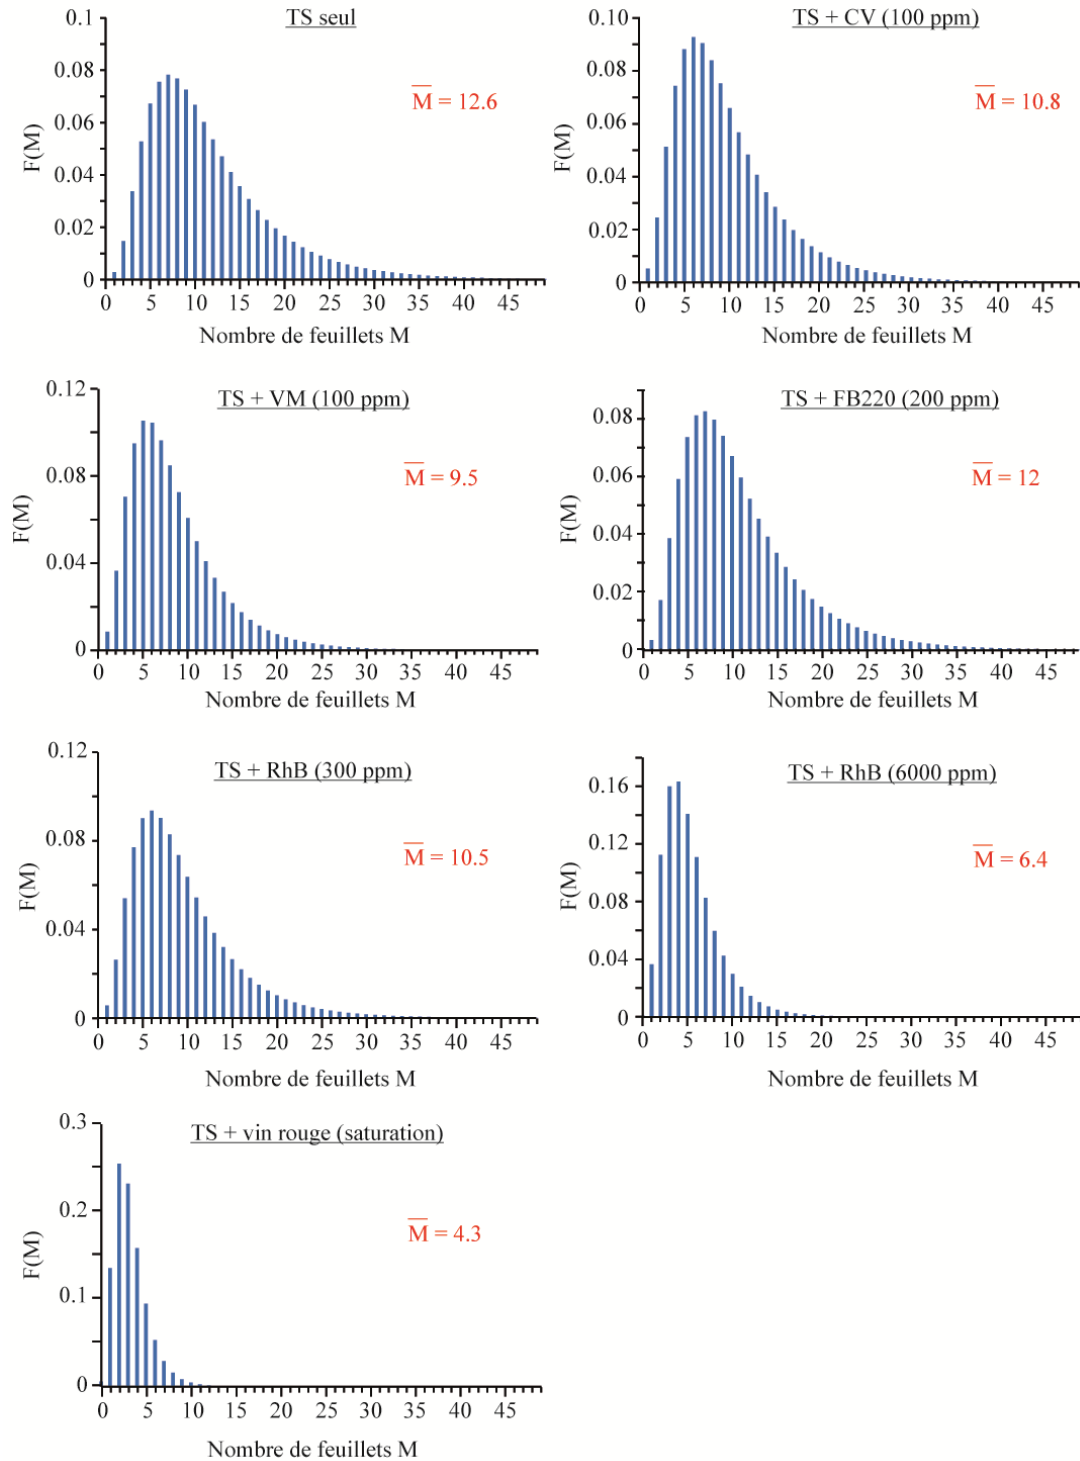 TS seul
M = 12.6
F(M)
0.1
0.08
0.06
0.04
0.02
0
0 5 10 15 20 25 30 35 40 45
Nombre de feuillets M
TS + CV (100 ppm)
M = 10.8
F(M)
0.10
0.08
0.06
0.04
0.02
0
0 5 10 15 20 25 30 35 40 45
Nombre de feuillets M
TS + VM (100 ppm)
M = 9.5
F(M)
0.12
0.08
0.04
0
0 5 10 15 20 25 30 35 40 45
Nombre de feuillets M
TS + FB220 (200 ppm)
M = 12
F(M)
0.08
0.06
0.04
0.02
0
0 5 10 15 20 25 30 35 40 45
Nombre de feuillets M
TS + RhB (300 ppm)
M = 10.5
F(M)
0.12
0.08
0.04
0
0 5 10 15 20 25 30 35 40 45
Nombre de feuillets M
TS + RhB (6000 ppm)
M = 6.4
F(M)
0.16
0.12
0.08
0.04
0
0 5 10 15 20 25 30 35 40 45
Nombre de feuillets M
TS + vin rouge (saturation)
M = 4.3
F(M)
0.3
0.2
0.1
0
0 5 10 15 20 25 30 35 40 45
Nombre de feuillets M